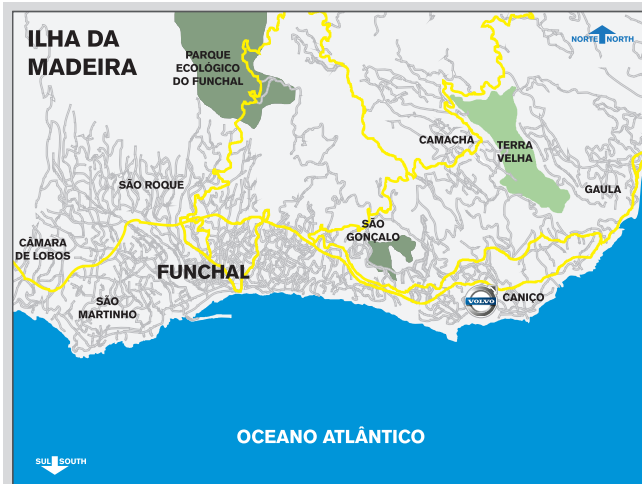 ILHA DA
MADEIRA
PARQUE
ECOLÓGICO
DO FUNCHAL
NORTE NORTH
CAMACHA
TERRA
VELHA
SÃO ROQUE
GAULA
SÃO
GONÇALO
CÂMARA
DE LOBOS
FUNCHAL
SÃO
MARTINHO
VOLVO
CANIÇO
OCEANO ATLÂNTICO
SUL SOUTH